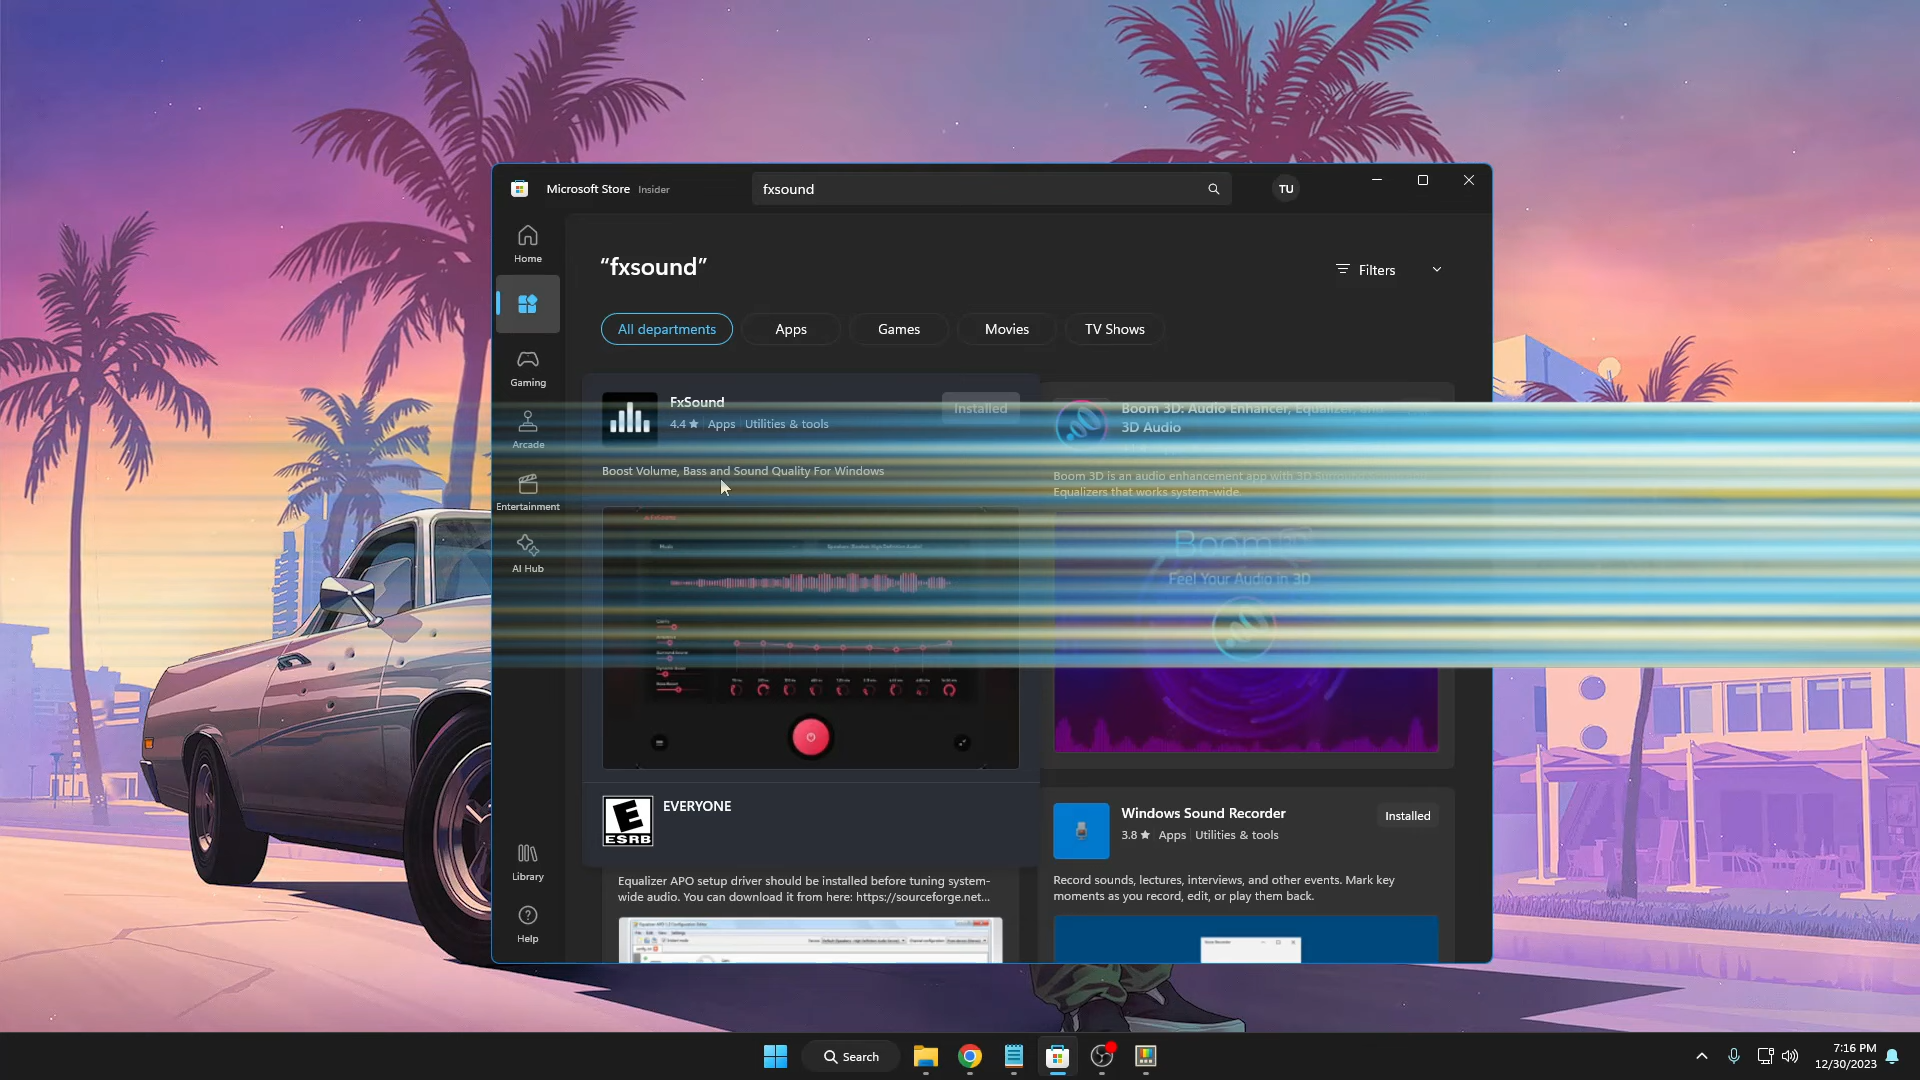 Microsoft Store Insider
fxsound
TU
Home
Gaming
Arcade
Entertainment
AI Hub
Library
Help
“fxsound”
Filters
All departments
Apps
Games
Movies
TV Shows
FxSound
Installed
4.4 ★ Apps Utilities & tools
Boost Volume, Bass and Sound Quality For Windows
EVERYONE
E
ESRB
Equalizer APO setup driver should be installed before tuning system-
wide audio. You can download it from here: https://sourceforge.net...
Boom 3D: Audio Enhancer, Equalizer, and
3D Audio
Boom 3D is an audio enhancement app with 3D
Equalizers that works system-wide.
Boom 3D
Feel Your Audio in 3D
Windows Sound Recorder
Installed
3.8 ★ Apps Utilities & tools
Record sounds, lectures, interviews, and other events. Mark key
moments as you record, edit, or play them back.
Search
7:16 PM
12/30/2023